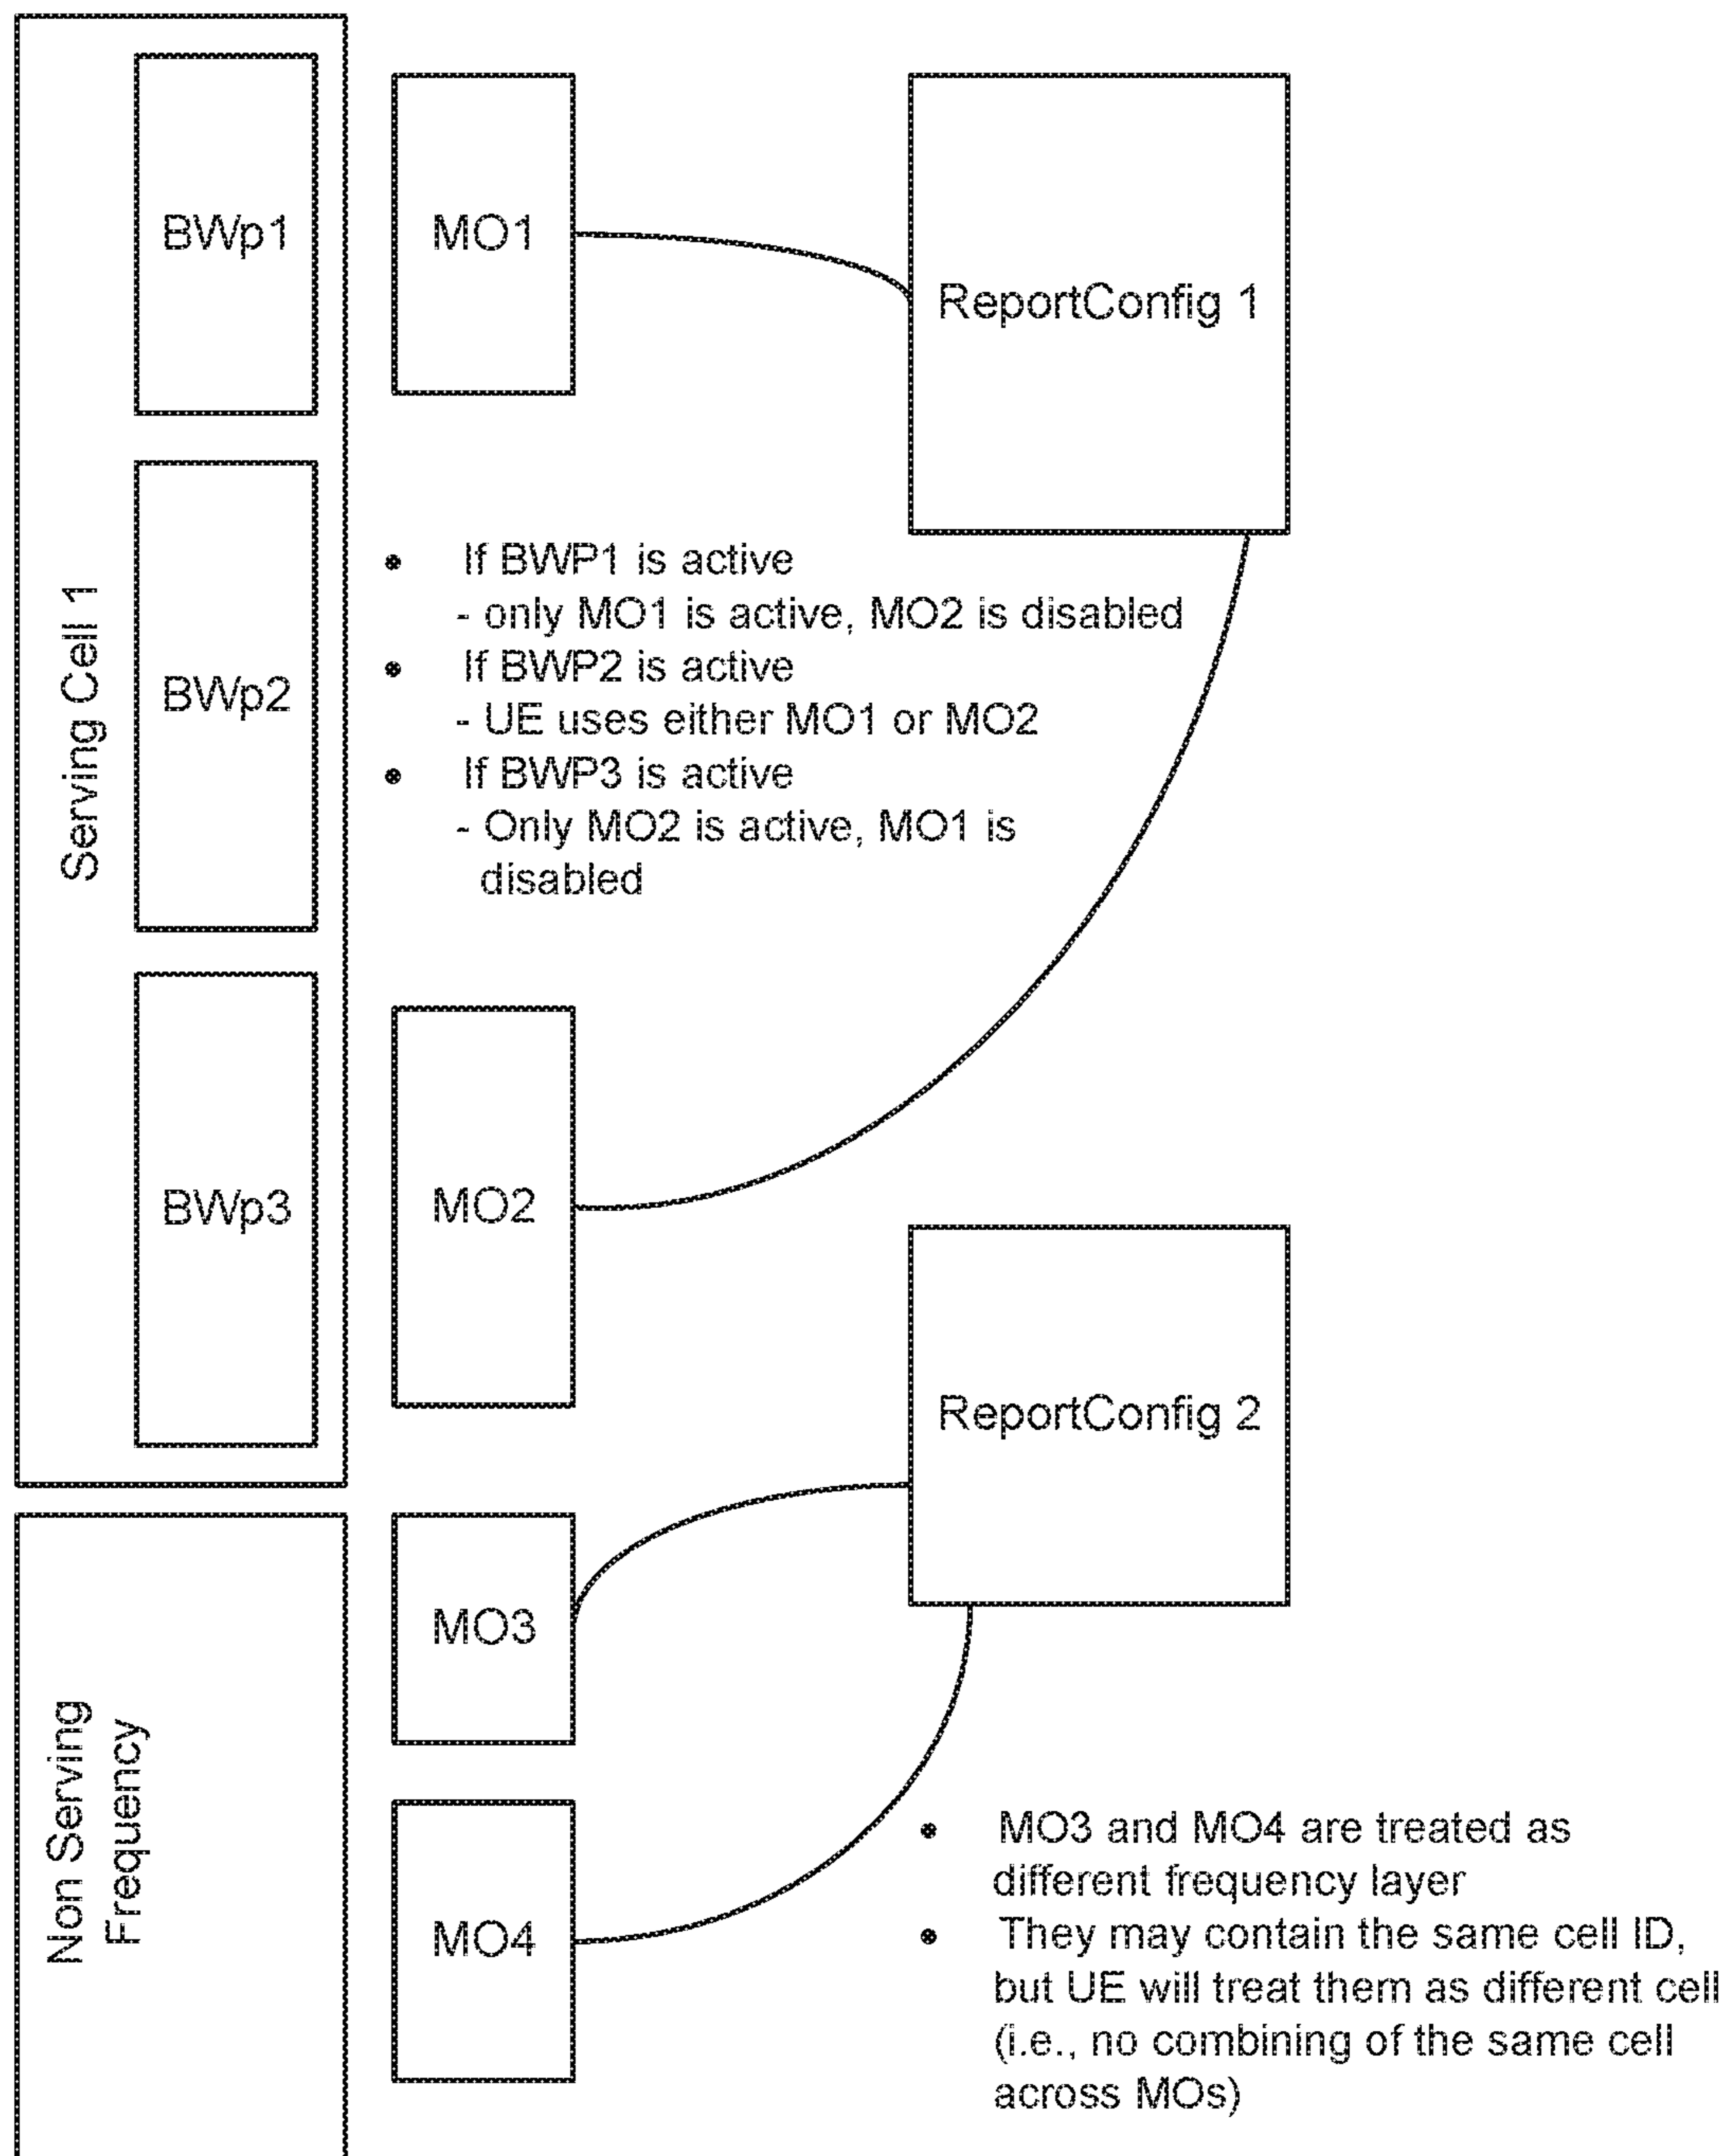 Serving Cell 1
BWp1
BWp2
BWp3
MO1
ReportConfig 1
• If BWP1 is active
- only MO1 is active, MO2 is disabled
• If BWP2 is active
- UE uses either MO1 or MO2
• If BWP3 is active
- Only MO2 is active, MO1 is
disabled
MO2
ReportConfig 2
Non Serving
Frequency
MO3
MO4
• MO3 and MO4 are treated as
different frequency layer
• They may contain the same cell ID,
but UE will treat them as different cell
(i.e., no combining of the same cell
across MOs)